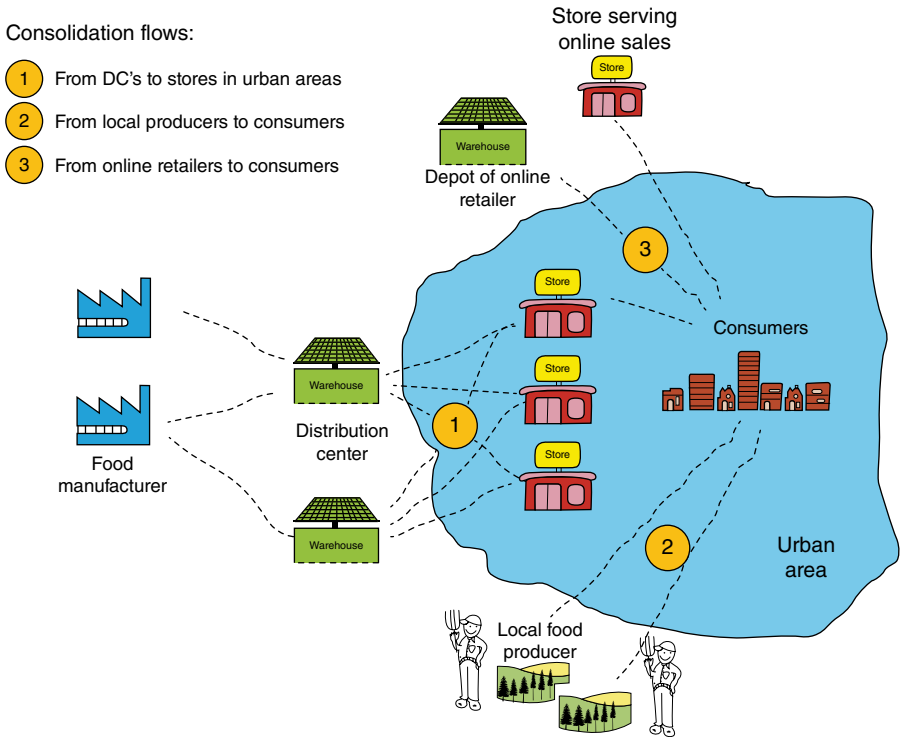 Consolidation flows:
1 From DC's to stores in urban areas
2 From local producers to consumers
3 From online retailers to consumers
Store serving
online sales
Store
Warehouse
Depot of online
retailer
3
Store
Consumers
Warehouse
Store
1
Distribution
center
Food
manufacturer
Store
Warehouse
2
Urban
area
Local food
producer